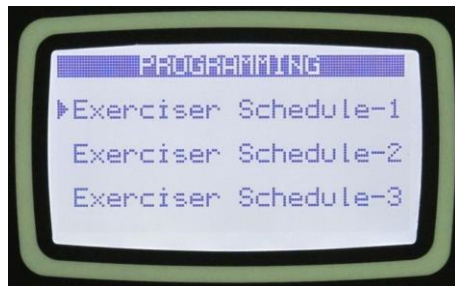 PROGRAMMING
Exerciser Schedule-1
Exerciser Schedule-2
Exerciser Schedule-3